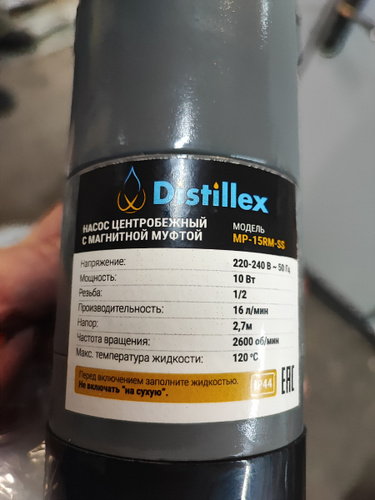 Distillex
НАСОС ЦЕНТРОБЕЖНЫЙ
С МАГНИТНОЙ МУФТОЙ
МОДЕЛЬ
MP-15RM-SS
Напряжение: 220-240 В ~ 50 Гц
Мощность: 10 Вт
Резьба: 1/2
Производительность: 16 л/мин
Напор: 2,7м
Частота вращения: 2600 об/мин
Макс. температура жидкости: 120 °C
Перед включением заполните жидкостью.
Не включать "на сухую".
IP44
EAC